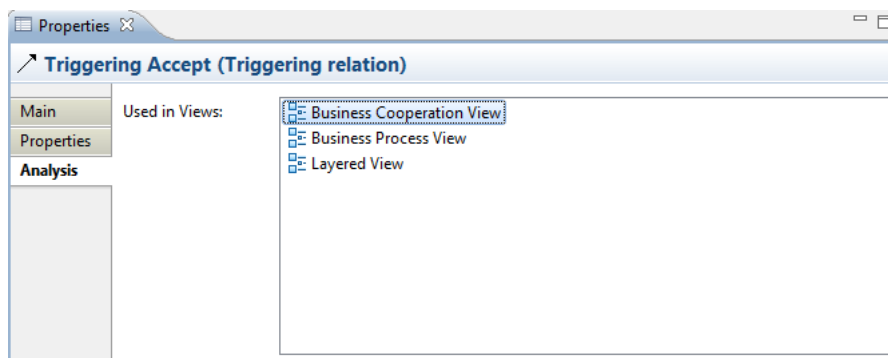 Properties
Triggering Accept (Triggering relation)
Main
Used in Views:
Business Cooperation View
Properties
Business Process View
Analysis
Layered View